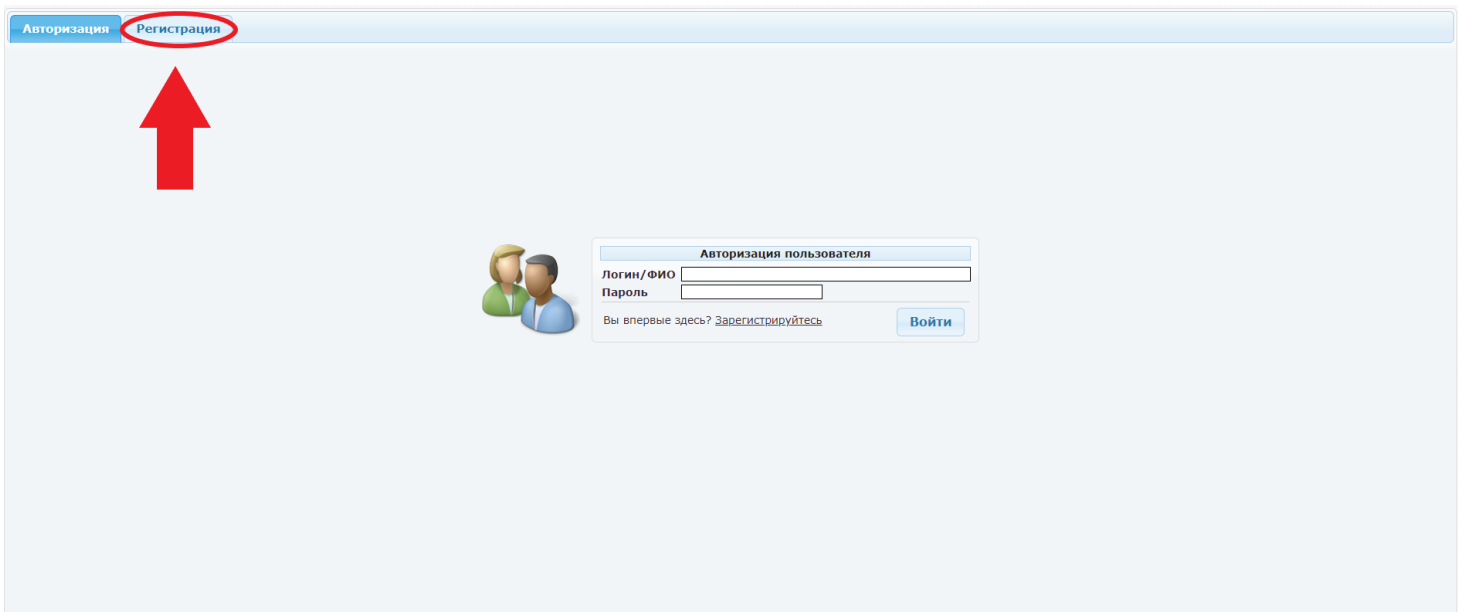 Авторизация Регистрация
Авторизация пользователя
Логин/ФИО
Пароль
Вы впервые здесь? Зарегистрируйтесь Войти